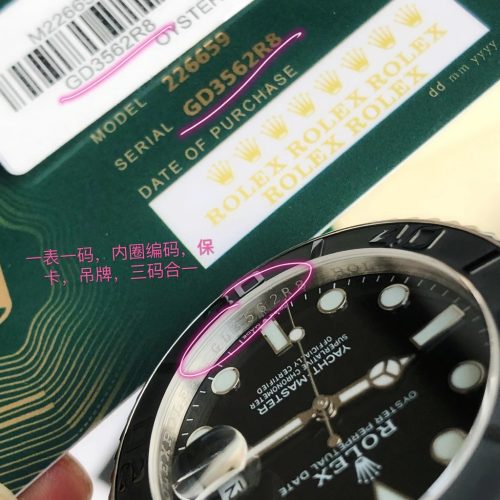 M226659
GD3562R8
OYSTER
MODEL 226659
SERIAL GD3562R8
DATE OF PURCHASE
dd mm yyyy
ROLEX ROLEX ROLEX
ROLEX ROLEX
一表一码，内圈编码，保
卡，吊牌，三码合一
ROLEX
OYSTER PERPETUAL DATE
YACHT-MASTER
SUPERLATIVE CHRONOMETER
OFFICIALLY CERTIFIED